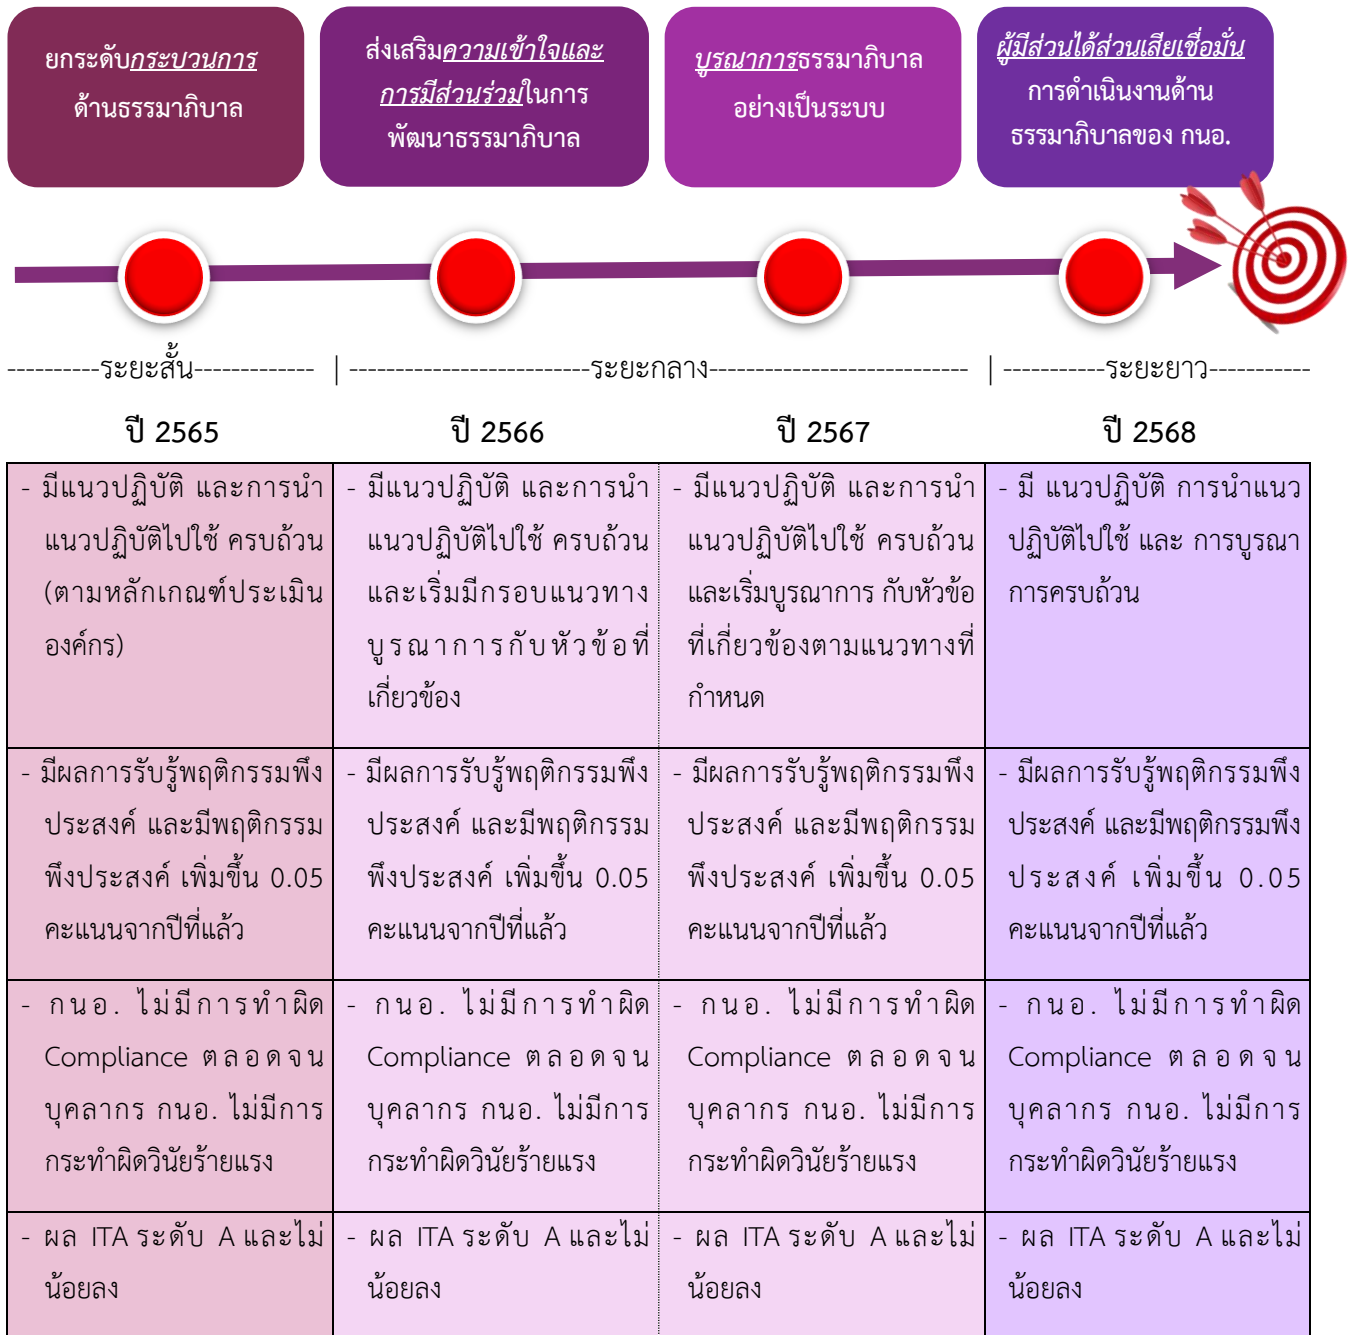 ยกระดับกระบวนการ
ด้านธรรมาภิบาล
ส่งเสริมความเข้าใจและ
การมีส่วนร่วมในการ
พัฒนาธรรมาภิบาล
บูรณาการธรรมาภิบาล
อย่างเป็นระบบ
ผู้มีส่วนได้ส่วนเสียเชื่อมั่น
การดำเนินงานด้าน
ธรรมาภิบาลของ กนอ.
----------ระยะสั้น------------- | --------------------------ระยะกลาง---------------------------- | -----------ระยะยาว-----------
ปี 2565
ปี 2566
ปี 2567
ปี 2568
- มีแนวปฏิบัติ และการนำ
แนวปฏิบัติไปใช้ ครบถ้วน
(ตามหลักเกณฑ์ประเมิน
องค์กร)
- มีแนวปฏิบัติ และการนำ
แนวปฏิบัติไปใช้ ครบถ้วน
และเริ่มมีกรอบแนวทาง
บูรณาการกับหัวข้อที่
เกี่ยวข้อง
- มีแนวปฏิบัติ และการนำ
แนวปฏิบัติไปใช้ ครบถ้วน
และเริ่มบูรณาการ กับหัวข้อ
ที่เกี่ยวข้องตามแนวทางที่
กำหนด
- มี แนวปฏิบัติ การนำแนว
ปฏิบัติไปใช้ และ การบูรณา
การครบถ้วน
- มีผลการรับรู้พฤติกรรมพึง
ประสงค์ และมีพฤติกรรม
พึงประสงค์ เพิ่มขึ้น 0.05
คะแนนจากปีที่แล้ว
- มีผลการรับรู้พฤติกรรมพึง
ประสงค์ และมีพฤติกรรม
พึงประสงค์ เพิ่มขึ้น 0.05
คะแนนจากปีที่แล้ว
- มีผลการรับรู้พฤติกรรมพึง
ประสงค์ และมีพฤติกรรม
พึงประสงค์ เพิ่มขึ้น 0.05
คะแนนจากปีที่แล้ว
- มีผลการรับรู้พฤติกรรมพึง
ประสงค์ และมีพฤติกรรมพึง
ประสงค์ เพิ่มขึ้น 0.05
คะแนนจากปีที่แล้ว
- กนอ. ไม่มีการทำผิด
Compliance ตลอดจน
บุคลากร กนอ. ไม่มีการ
กระทำผิดวินัยร้ายแรง
- กนอ. ไม่มีการทำผิด
Compliance ตลอดจน
บุคลากร กนอ. ไม่มีการ
กระทำผิดวินัยร้ายแรง
- กนอ. ไม่มีการทำผิด
Compliance ตลอดจน
บุคลากร กนอ. ไม่มีการ
กระทำผิดวินัยร้ายแรง
- กนอ. ไม่มีการทำผิด
Compliance ตลอดจน
บุคลากร กนอ. ไม่มีการ
กระทำผิดวินัยร้ายแรง
- ผล ITA ระดับ A และไม่
น้อยลง
- ผล ITA ระดับ A และไม่
น้อยลง
- ผล ITA ระดับ A และไม่
น้อยลง
- ผล ITA ระดับ A และไม่
น้อยลง